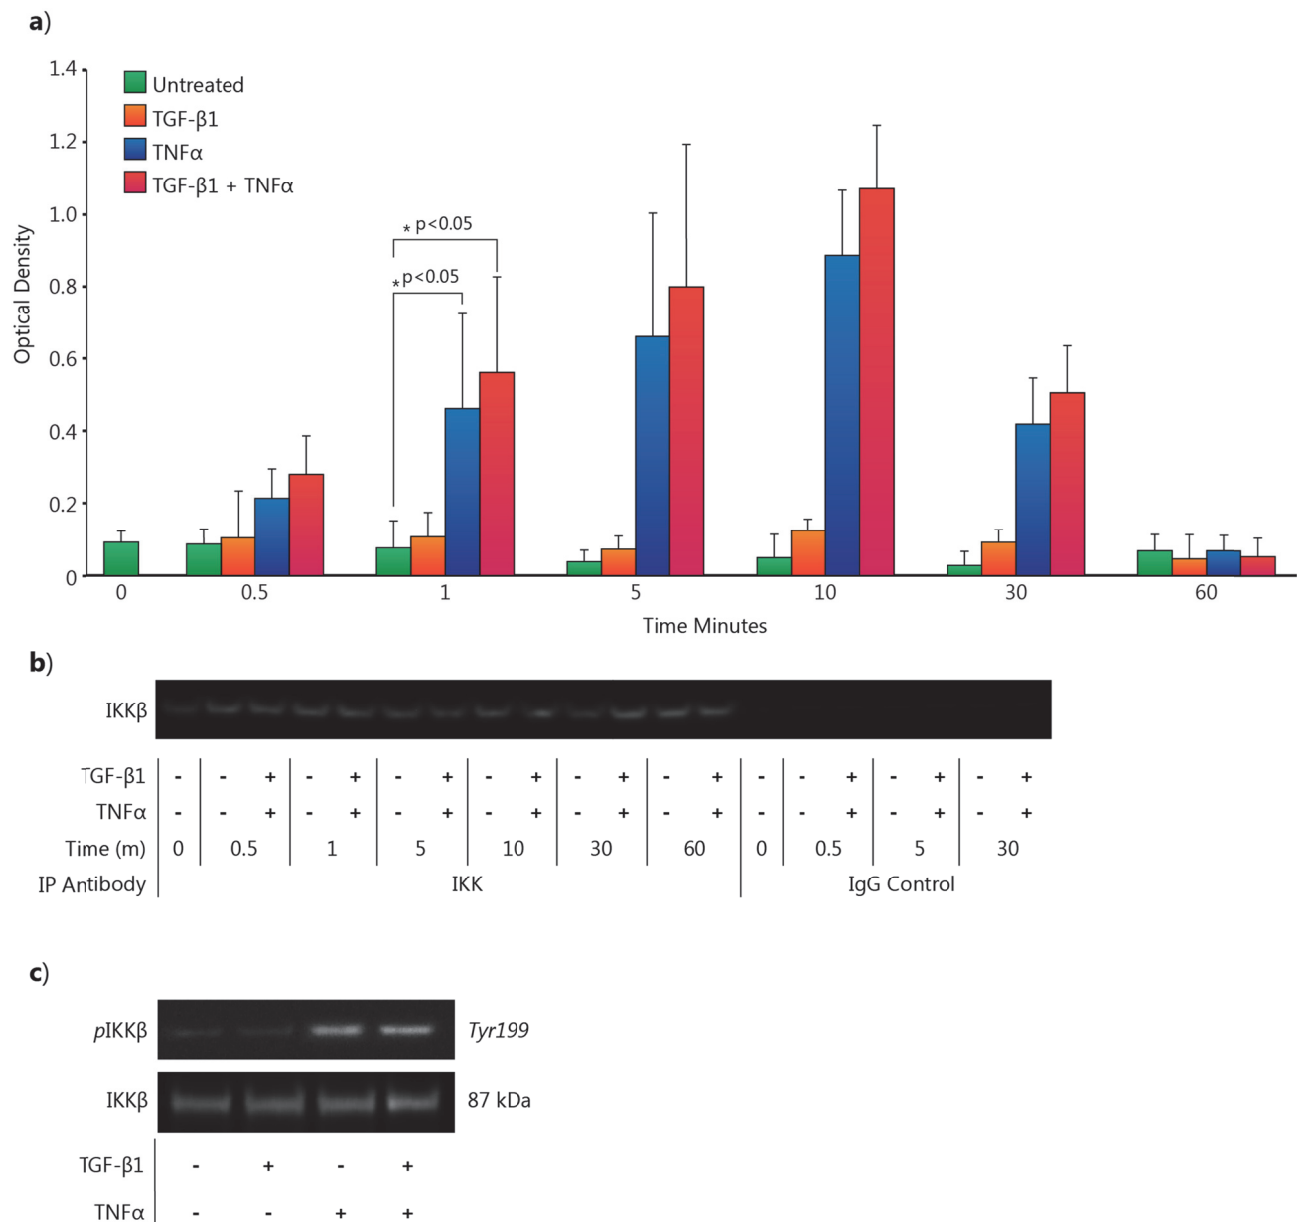 a)
1.4
1.2
1.0
0.8
0.6
0.4
0.2
0
Optical Density
Untreated
TGF-β1
TNFα
TGF-β1 + TNFα
* p<0.05
*p<0.05
0 0.5 1 5 10 30 60
Time Minutes
b)
IKKβ
TGF-β1 - - + - + - + - + - + - + - - + - + - +
TNFα - - + - + - + - + - + - + - - + - + - +
Time (m) 0 0.5 1 5 10 30 60 0 0.5 5 30
IP Antibody IKK IgG Control
c)
pIKKβ Tyr199
IKKβ 87 kDa
TGF-β1 - + - +
TNFα - - + +